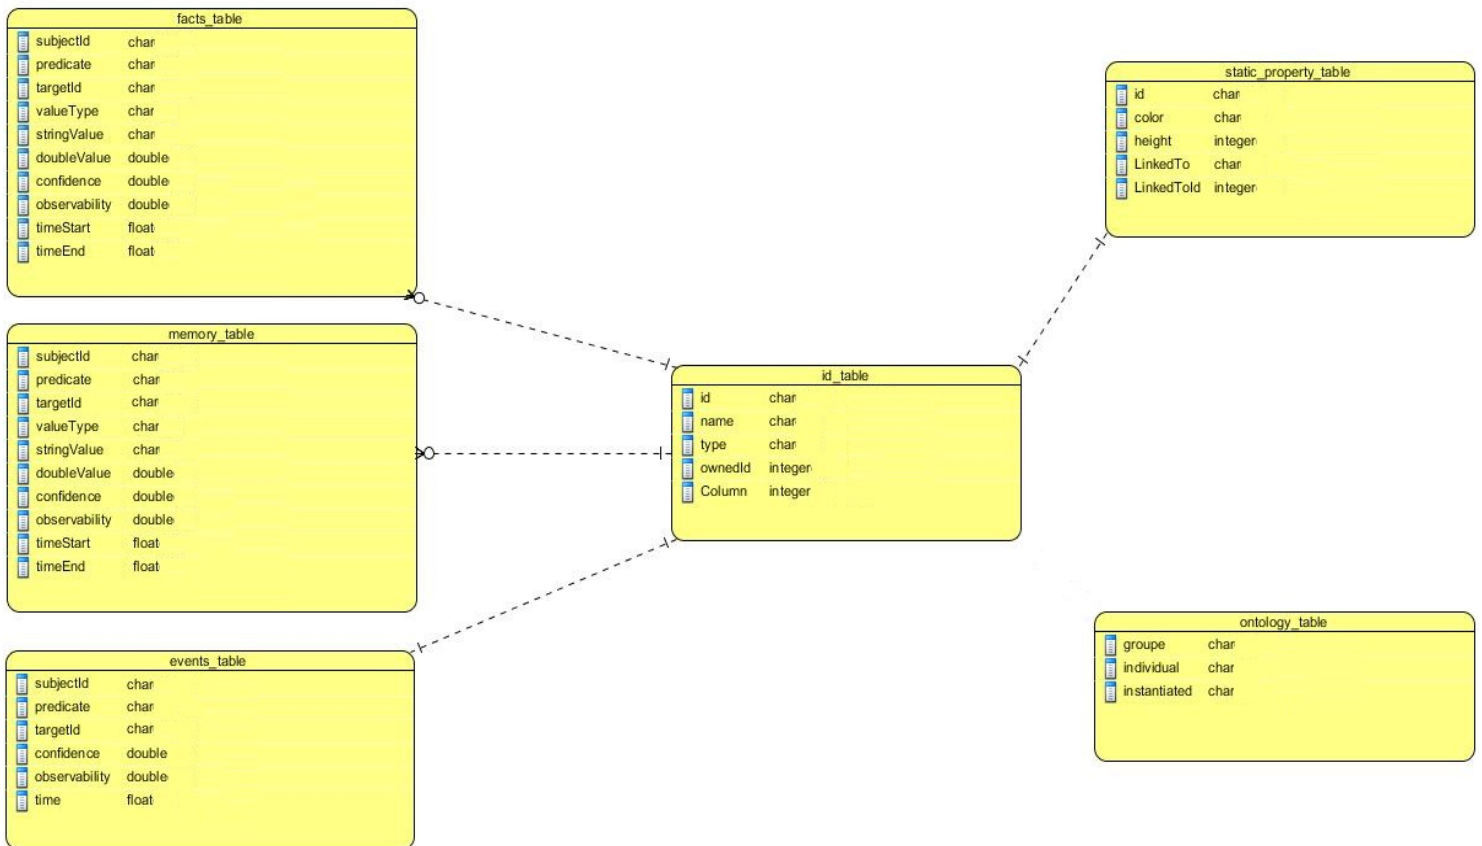 facts_table
subjectId char
predicate char
targetId char
valueType char
stringValue char
doubleValue double
confidence double
observability double
timeStart float
timeEnd float
memory_table
subjectId char
predicate char
targetId char
valueType char
stringValue char
doubleValue double
confidence double
observability double
timeStart float
timeEnd float
events_table
subjectId char
predicate char
targetId char
confidence double
observability double
time float
id_table
id char
name char
type char
ownedId integer
Column integer
static_property_table
id char
color char
height integer
LinkedTo char
LinkedToId integer
ontology_table
groupe char
individual char
instantiated char